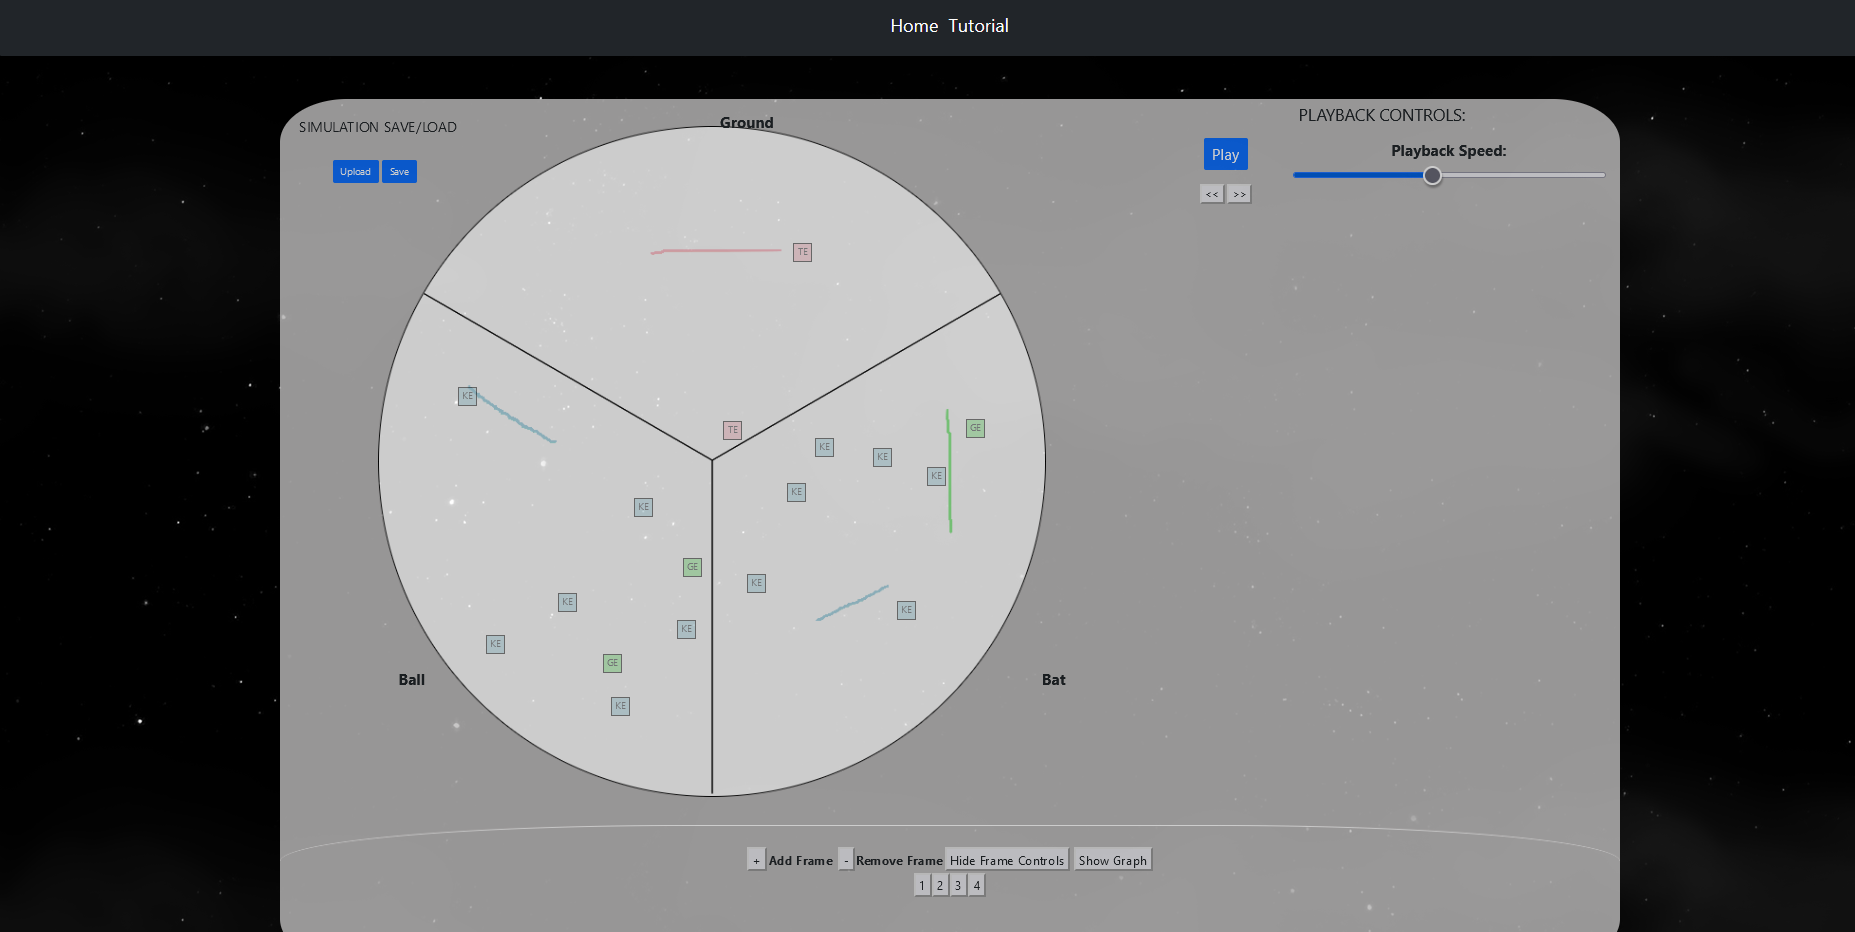 Home Tutorial
SIMULATION SAVE/LOAD
Upload Save
Ground
Play
<< >>
PLAYBACK CONTROLS:
Playback Speed:
TE
KE
TE
KE
KE
KE
GE
KE
KE
GE
KE
KE
KE
KE
KE
GE
KE
KE
Ball
Bat
+ Add Frame - Remove Frame Hide Frame Controls Show Graph
1 2 3 4